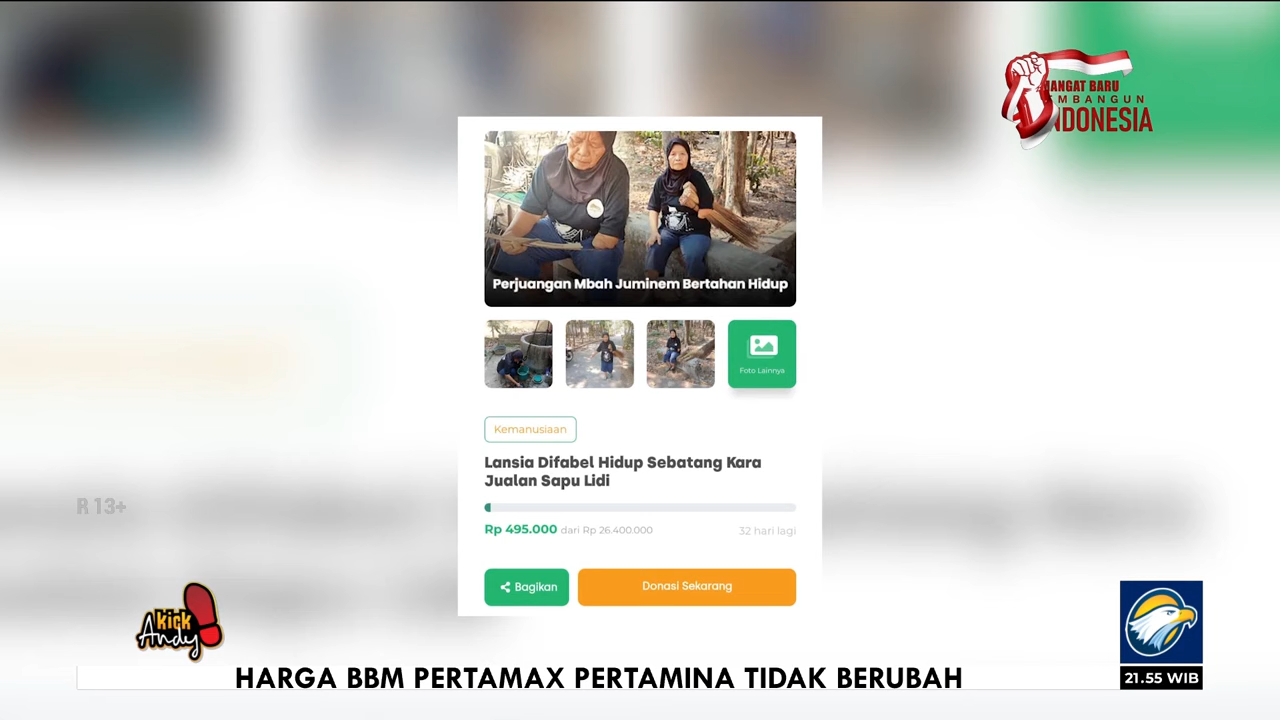 ANGAT BARU
MBANGUN
INDONESIA
Perjuangan Mbah Juminem Bertahan Hidup
Foto Lainnya
Kemanusiaan
Lansia Difabel Hidup Sebatang Kara
Jualan Sapu Lidi
Rp 495.000 dari Rp 26.400.000
32 hari lagi
Bagikan
Donasi Sekarang
R 13+
kick
Andy
HARGA BBM PERTAMAX PERTAMINA TIDAK BERUBAH
21.55 WIB